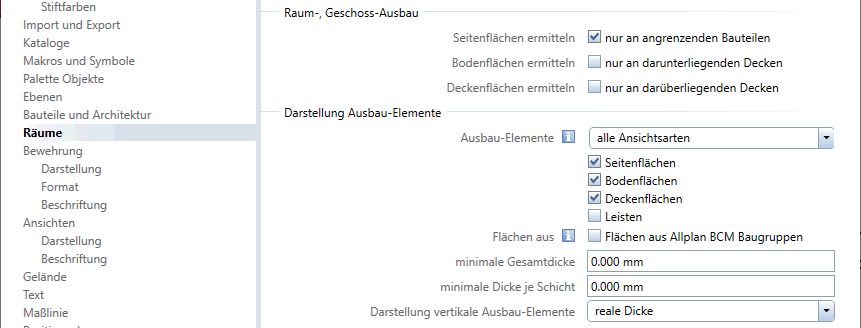 Stiftfarben
Import und Export
Kataloge
Makros und Symbole
Palette Objekte
Ebenen
Bauteile und Architektur
Räume
Bewehrung
Darstellung
Format
Beschriftung
Ansichten
Darstellung
Beschriftung
Gelände
Text
Maßlinie
Raum-, Geschoss-Ausbau
Seitenflächen ermitteln nur an angrenzenden Bauteilen
Bodenflächen ermitteln nur an darunterliegenden Decken
Deckenflächen ermitteln nur an darüberliegenden Decken
Darstellung Ausbau-Elemente
Ausbau-Elemente i alle Ansichtsarten
Seitenflächen
Bodenflächen
Deckenflächen
Leisten
Flächen aus i Flächen aus Allplan BCM Baugruppen
minimale Gesamtdicke 0.000 mm
minimale Dicke je Schicht 0.000 mm
Darstellung vertikale Ausbau-Elemente reale Dicke